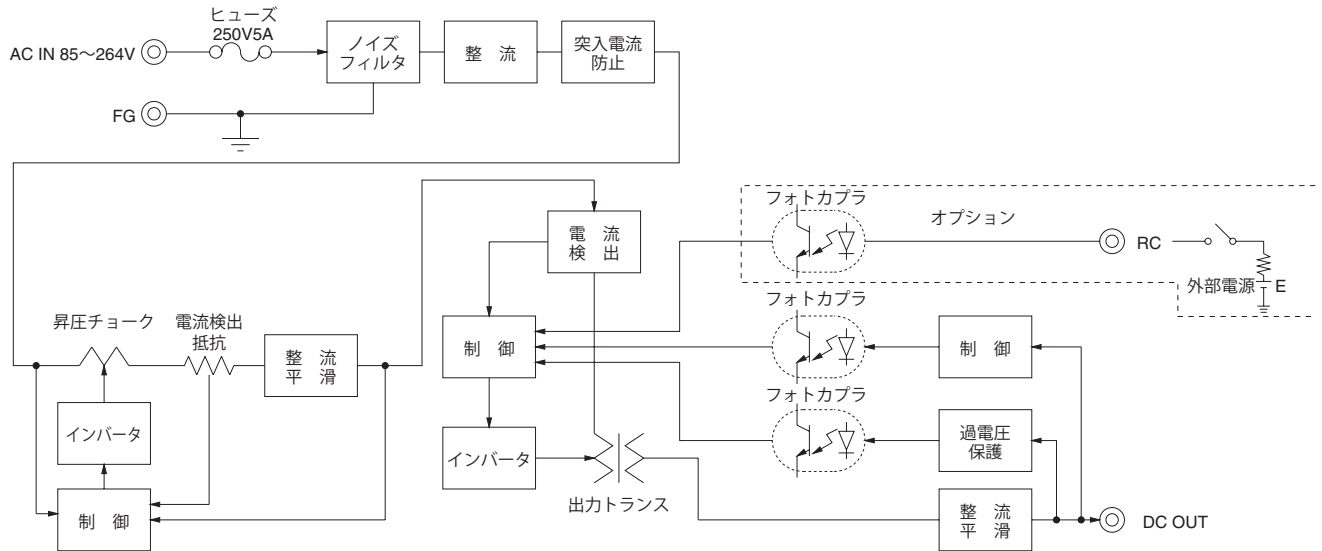 ヒューズ
250V5A
AC IN 85～264V
ノイズ
フィルタ
整 流
突入電流
防止
FG
フォトカプラ
オプション
RC
外部電源
E
電 流
検 出
フォトカプラ
昇圧チョーク
電流検出
抵抗
整 流
平 滑
制 御
制 御
フォトカプラ
インバータ
インバータ
過電圧
保護
出力トランス
制 御
整 流
平 滑
DC OUT